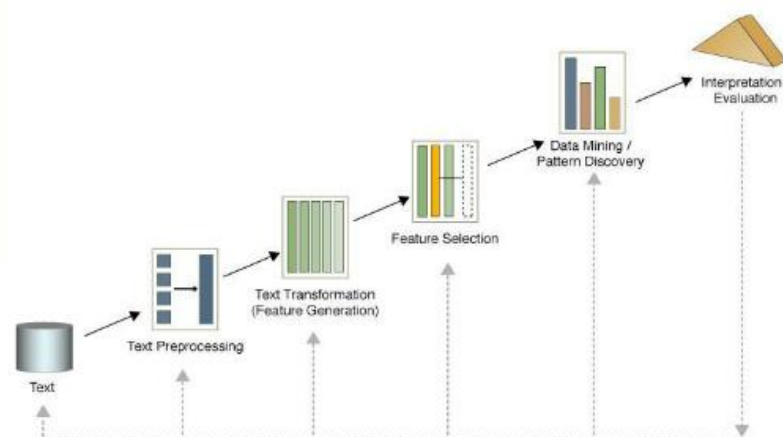 Interpretation
Evaluation
Data Mining /
Pattern Discovery
Feature Selection
Text Transformation
(Feature Generation)
Text Preprocessing
Text